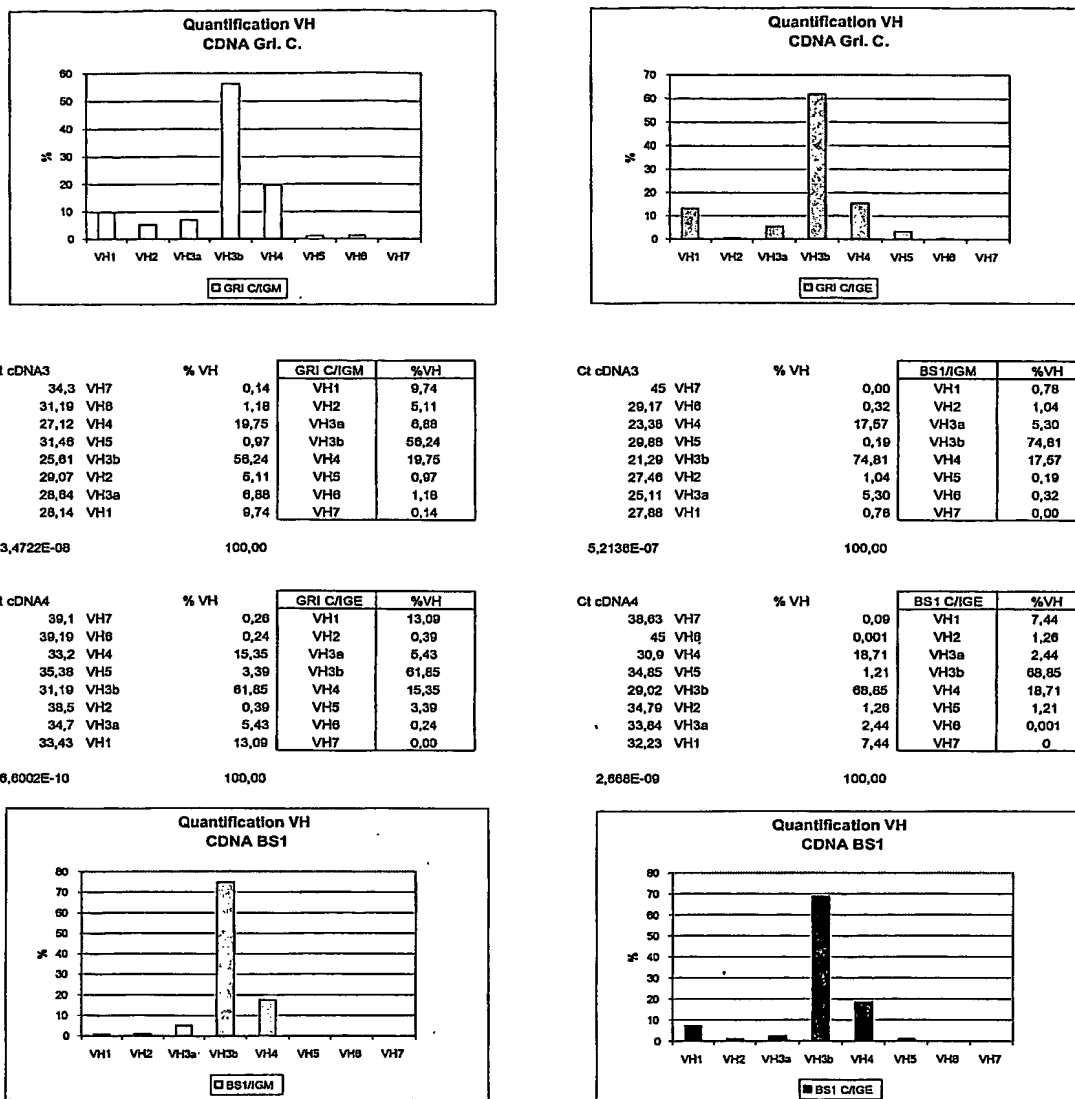 Quantification VH
CDNA Gri. C.
60
50
40
30
20
10
0
%
VH1 VH2 VH3a VH3b VH4 VH5 VH6 VH7
GRI C/IGM
Quantification VH
CDNA Gri. C.
70
60
50
40
30
20
10
0
%
VH1 VH2 VH3a VH3b VH4 VH5 VH6 VH7
GRI C/IGE
t cDNA3 % VH GRI C/IGM %VH
34,3 VH7 0,14 VH1 9,74
31,19 VH6 1,18 VH2 5,11
27,12 VH4 19,75 VH3a 6,88
31,46 VH5 0,97 VH3b 56,24
25,61 VH3b 56,24 VH4 19,75
29,07 VH2 5,11 VH5 0,97
28,64 VH3a 6,88 VH6 1,18
28,14 VH1 9,74 VH7 0,14
3,4722E-08 100,00
Ct cDNA3 % VH BS1/IGM %VH
45 VH7 0,00 VH1 0,78
29,17 VH6 0,32 VH2 1,04
23,38 VH4 17,57 VH3a 5,30
29,88 VH5 0,19 VH3b 74,81
21,29 VH3b 74,81 VH4 17,57
27,46 VH2 1,04 VH5 0,19
25,11 VH3a 5,30 VH6 0,32
27,88 VH1 0,78 VH7 0,00
5,2136E-07 100,00
t cDNA4 % VH GRI C/IGE %VH
39,1 VH7 0,26 VH1 13,09
39,19 VH6 0,24 VH2 0,39
33,2 VH4 15,35 VH3a 5,43
35,38 VH5 3,39 VH3b 61,85
31,19 VH3b 61,85 VH4 15,35
38,5 VH2 0,39 VH5 3,39
34,7 VH3a 5,43 VH6 0,24
33,43 VH1 13,09 VH7 0,00
6,6002E-10 100,00
Ct cDNA4 % VH BS1 C/IGE %VH
38,63 VH7 0,09 VH1 7,44
45 VH6 0,001 VH2 1,26
30,9 VH4 18,71 VH3a 2,44
34,85 VH5 1,21 VH3b 68,85
29,02 VH3b 68,85 VH4 18,71
34,79 VH2 1,26 VH5 1,21
33,84 VH3a 2,44 VH6 0,001
32,23 VH1 7,44 VH7 0
2,668E-09 100,00
Quantification VH
CDNA BS1
80
70
60
50
40
30
20
10
0
%
VH1 VH2 VH3a VH3b VH4 VH5 VH6 VH7
BS1/IGM
Quantification VH
CDNA BS1
80
70
60
50
40
30
20
10
0
%
VH1 VH2 VH3a VH3b VH4 VH5 VH6 VH7
BS1 C/IGE